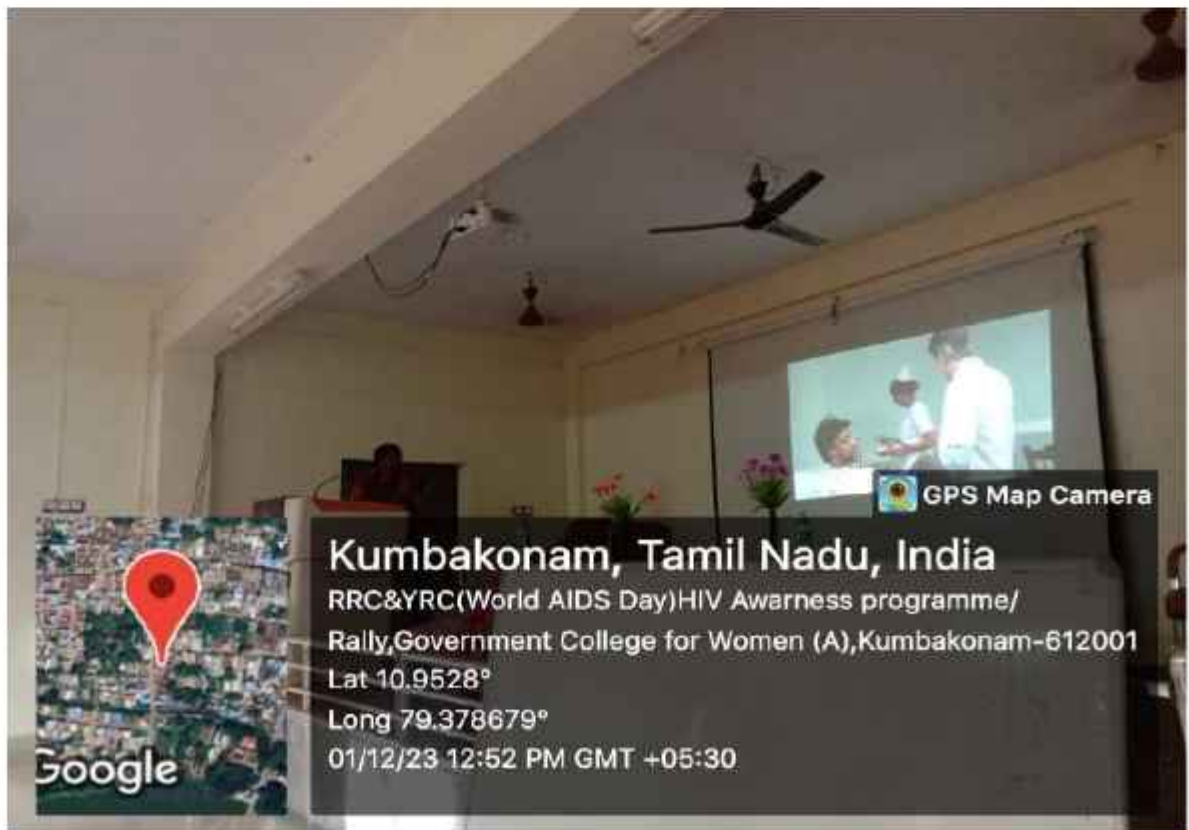 GPS Map Camera
Kumbakonam, Tamil Nadu, India
RRC&YRC(World AIDS Day)HIV Awarness programme/
Rally,Government College for Women (A),Kumbakonam-612001
Lat 10.9528°
Long 79.378679°
01/12/23 12:52 PM GMT +05:30
Google